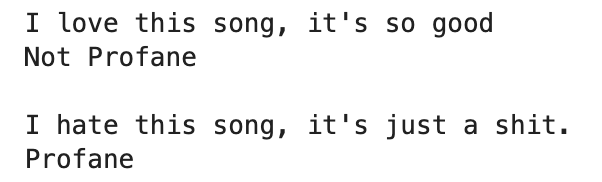 I love this song, it's so good
Not Profane
I hate this song, it's just a shit.
Profane